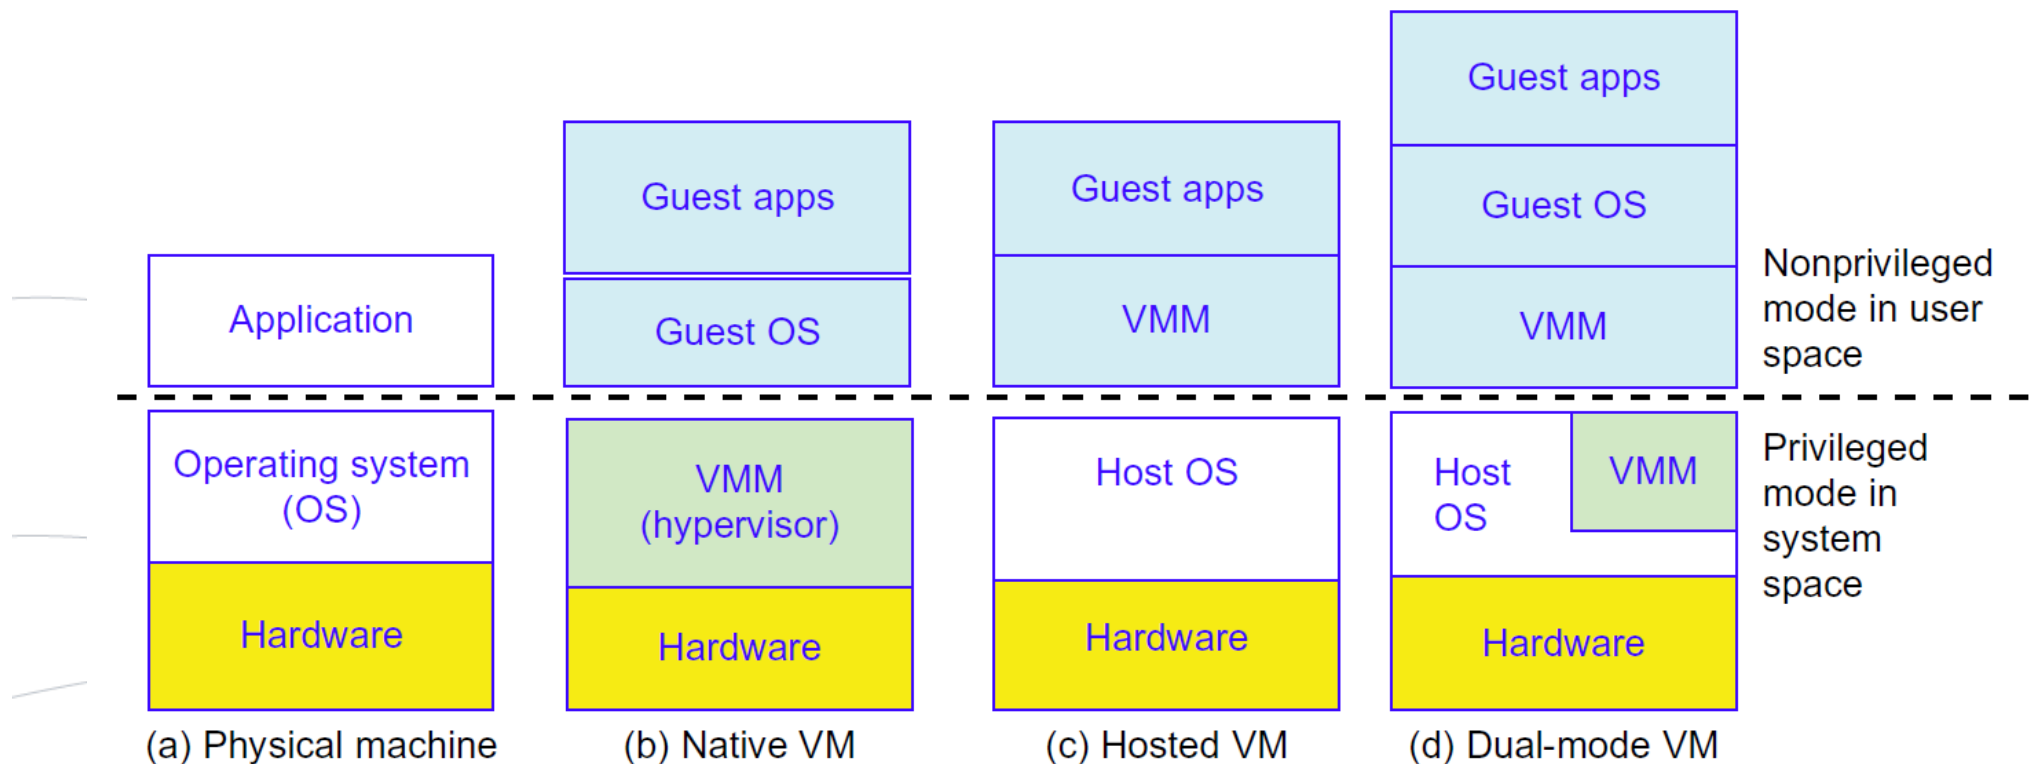 Application
Operating system
(OS)
Hardware
(a) Physical machine
Guest apps
Guest OS
VMM
(hypervisor)
Hardware
(b) Native VM
Guest apps
VMM
Host OS
Hardware
(c) Hosted VM
Guest apps
Guest OS
VMM
Host
OS
VMM
Hardware
(d) Dual-mode VM
Nonprivileged
mode in user
space
Privileged
mode in
system
space